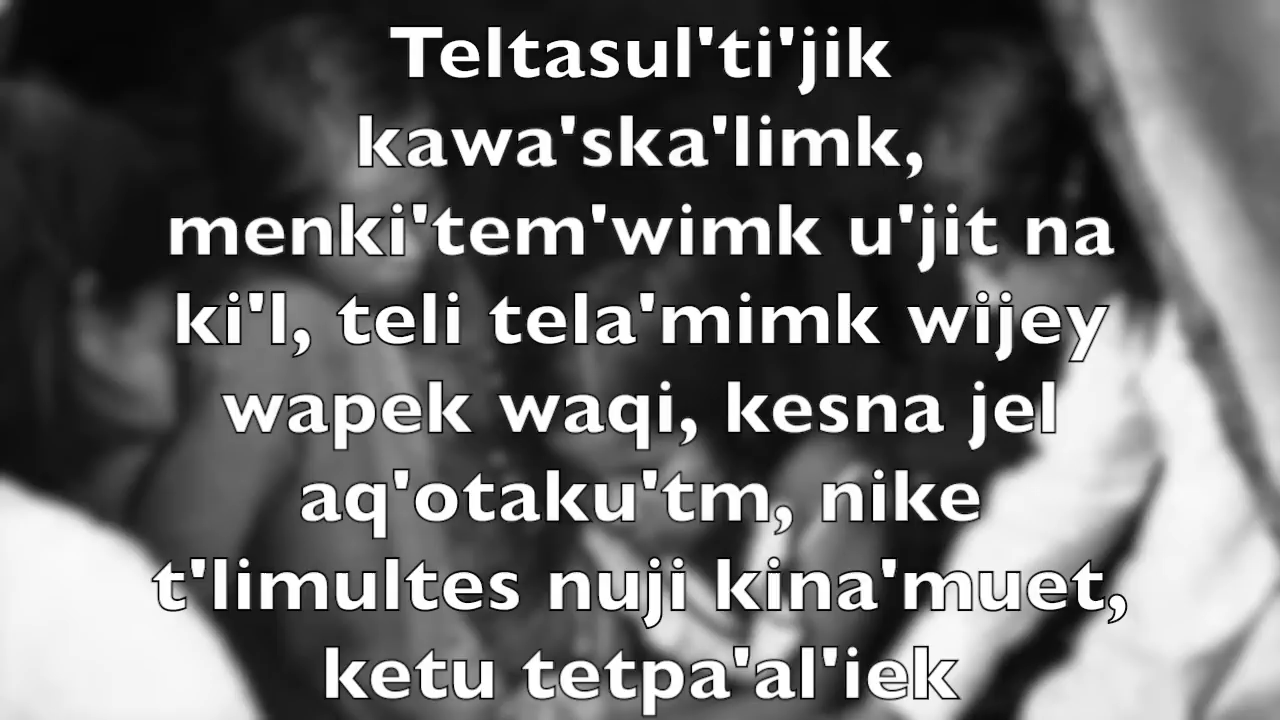 Teltasul'ti'jik
kawa'ska'limk,
menki'tem'wimk u'jit na
ki'l, teli tela'mimk wijey
wapek waqi, kesna jel
aq'otaku'tm, nike
t'limultes nuji kina'muet,
ketu tetpa'al'iek